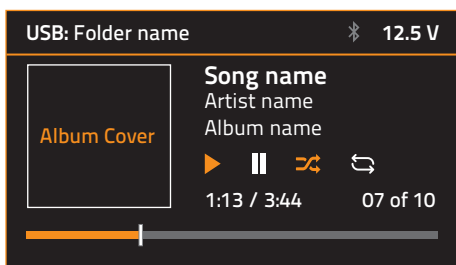 USB: Folder name 12.5 V
Album Cover
Song name
Artist name
Album name
1:13 / 3:44 07 of 10